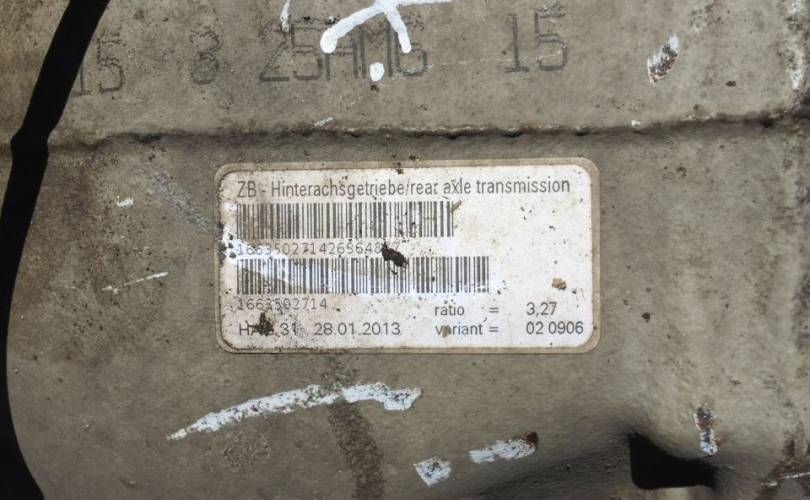 15 8 25AMG 15
ZB - Hinterachsgetriebe/rear axle transmission
1663502714
ratio = 3,27
28.01.2013 variant = 02 0906